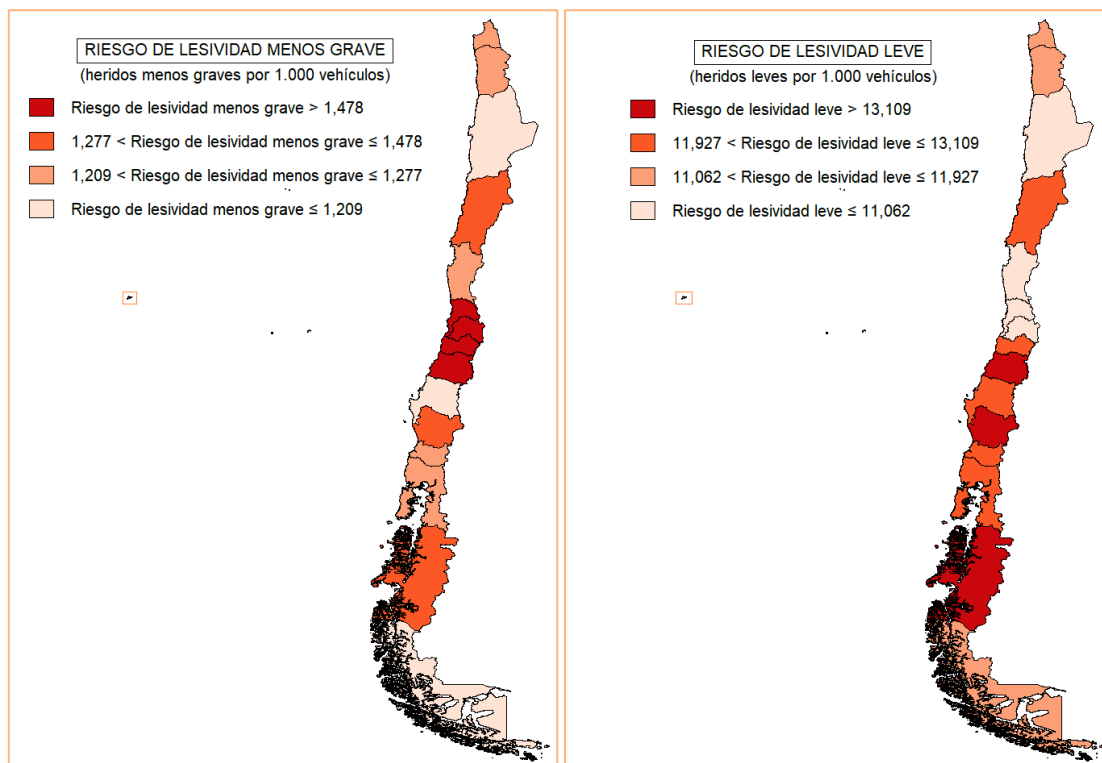 RIESGO DE LESIVIDAD MENOS GRAVE
(heridos menos graves por 1.000 vehículos)
Riesgo de lesividad menos grave > 1,478
1,277 < Riesgo de lesividad menos grave ≤ 1,478
1,209 < Riesgo de lesividad menos grave ≤ 1,277
Riesgo de lesividad menos grave ≤ 1,209
RIESGO DE LESIVIDAD LEVE
(heridos leves por 1.000 vehículos)
Riesgo de lesividad leve > 13,109
11,927 < Riesgo de lesividad leve ≤ 13,109
11,062 < Riesgo de lesividad leve ≤ 11,927
Riesgo de lesividad leve ≤ 11,062